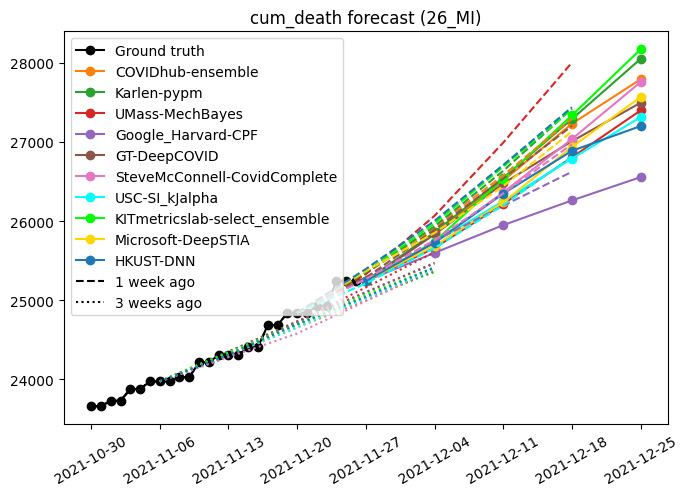 cum_death forecast (26_MI)
28000
27000
26000
25000
24000
Ground truth
COVIDhub-ensemble
Karlen-pypm
UMass-MechBayes
Google_Harvard-CPF
GT-DeepCOVID
SteveMcConnell-CovidComplete
USC-SI_kJalpha
KITmetricslab-select_ensemble
Microsoft-DeepSTIA
HKUST-DNN
1 week ago
3 weeks ago
2021-10-30
2021-11-06
2021-11-13
2021-11-20
2021-11-27
2021-12-04
2021-12-11
2021-12-18
2021-12-25